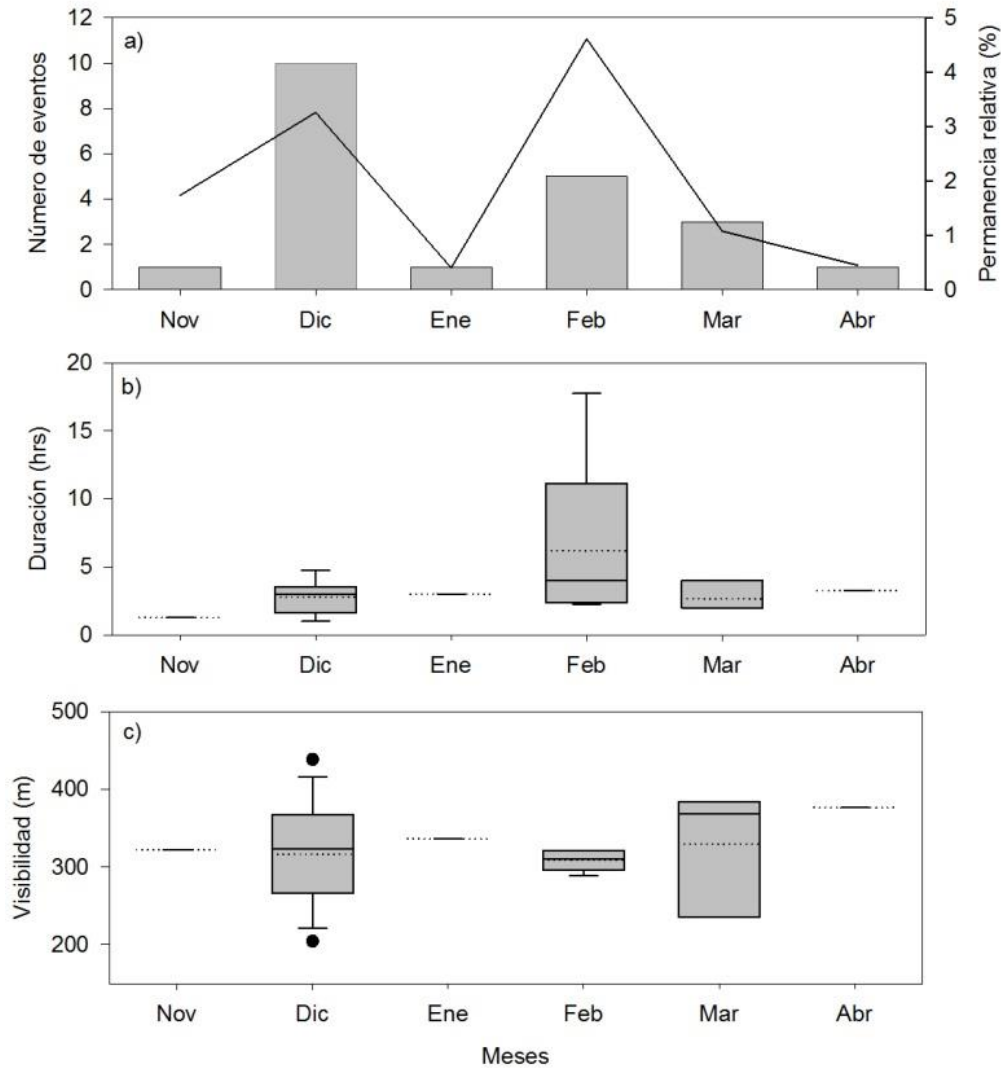 a)
12
10
8
6
4
2
0
Número de eventos
5
4
3
2
1
0
Permanencia relativa (%)
Nov Dic Ene Feb Mar Abr
b)
20
15
10
5
0
Duración (hrs)
Nov Dic Ene Feb Mar Abr
c)
500
400
300
200
Visibilidad (m)
Nov Dic Ene Feb Mar Abr
Meses